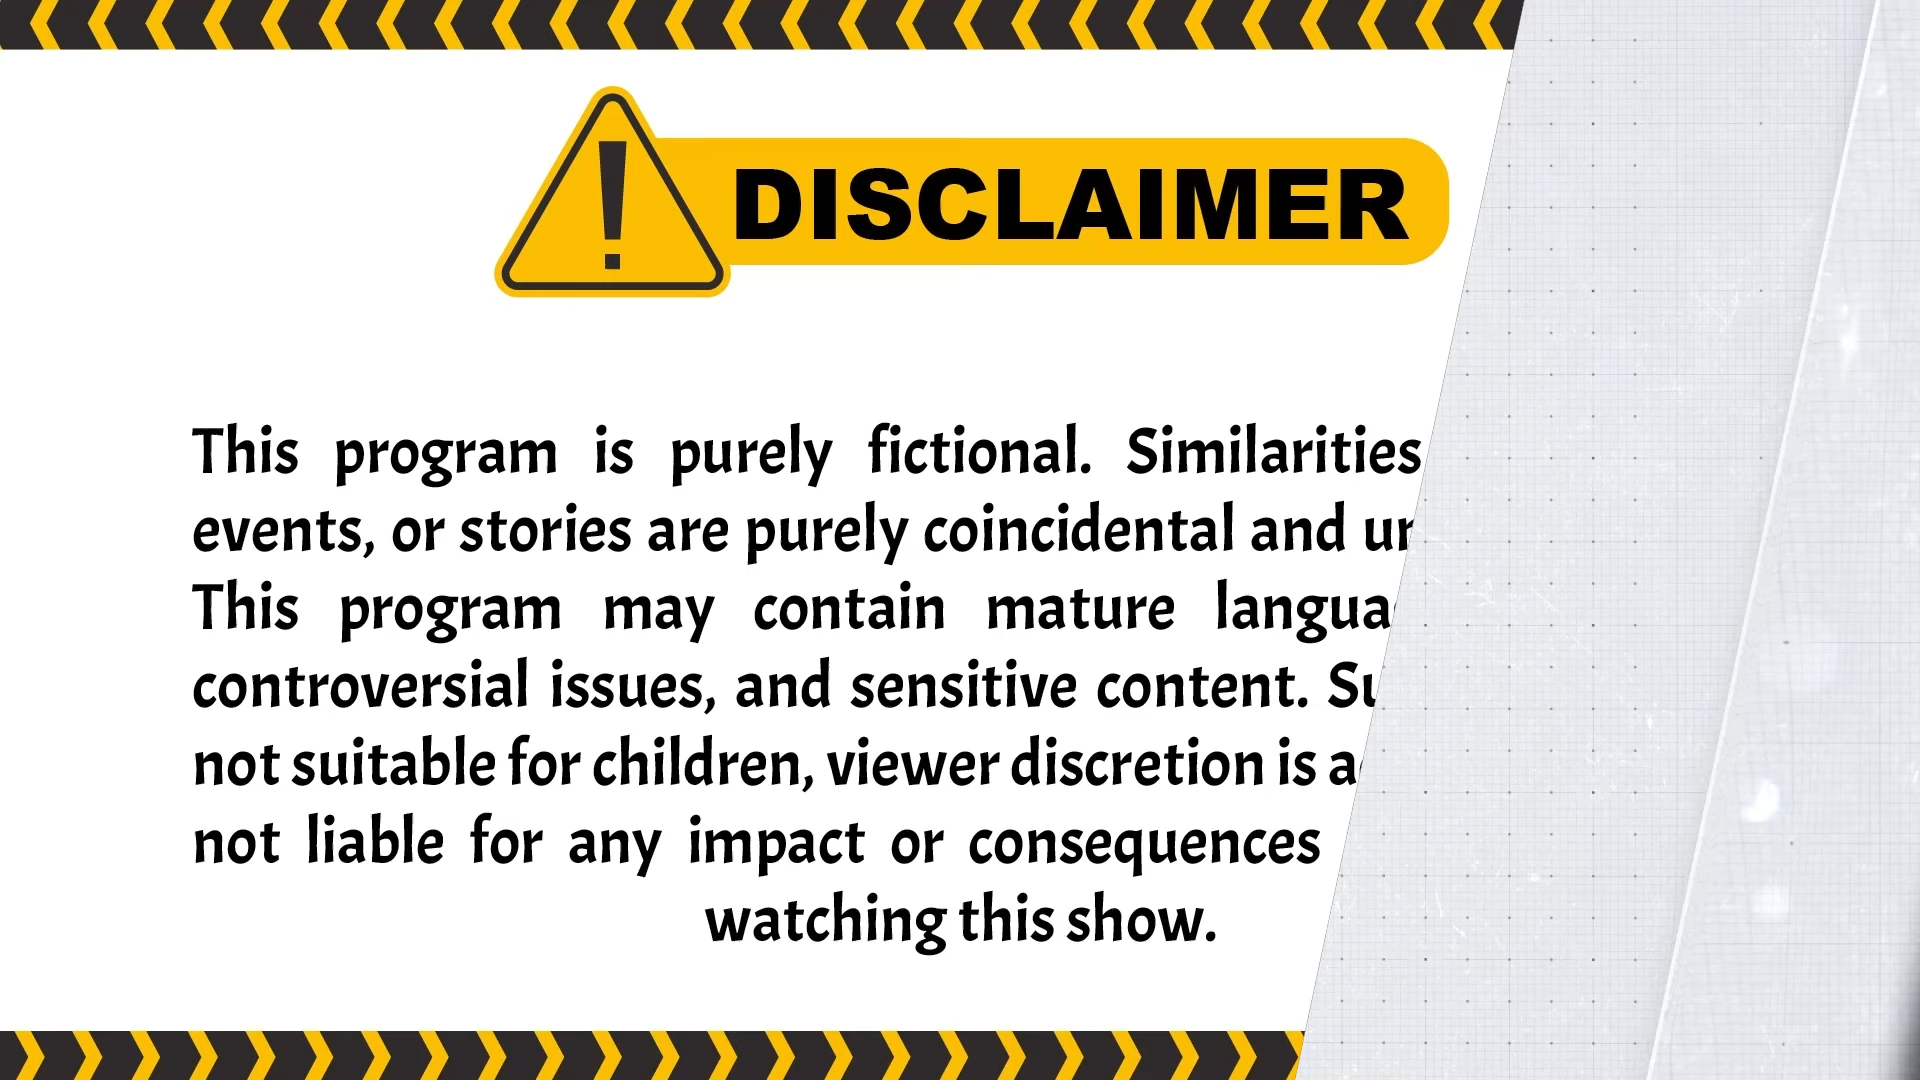 DISCLAIMER
This program is purely fictional. Similarities
events, or stories are purely coincidental and
This program may contain mature
controversial issues, and sensitive content.
not suitable for children, viewer discretion is
not liable for any impact or consequences
watching this show.